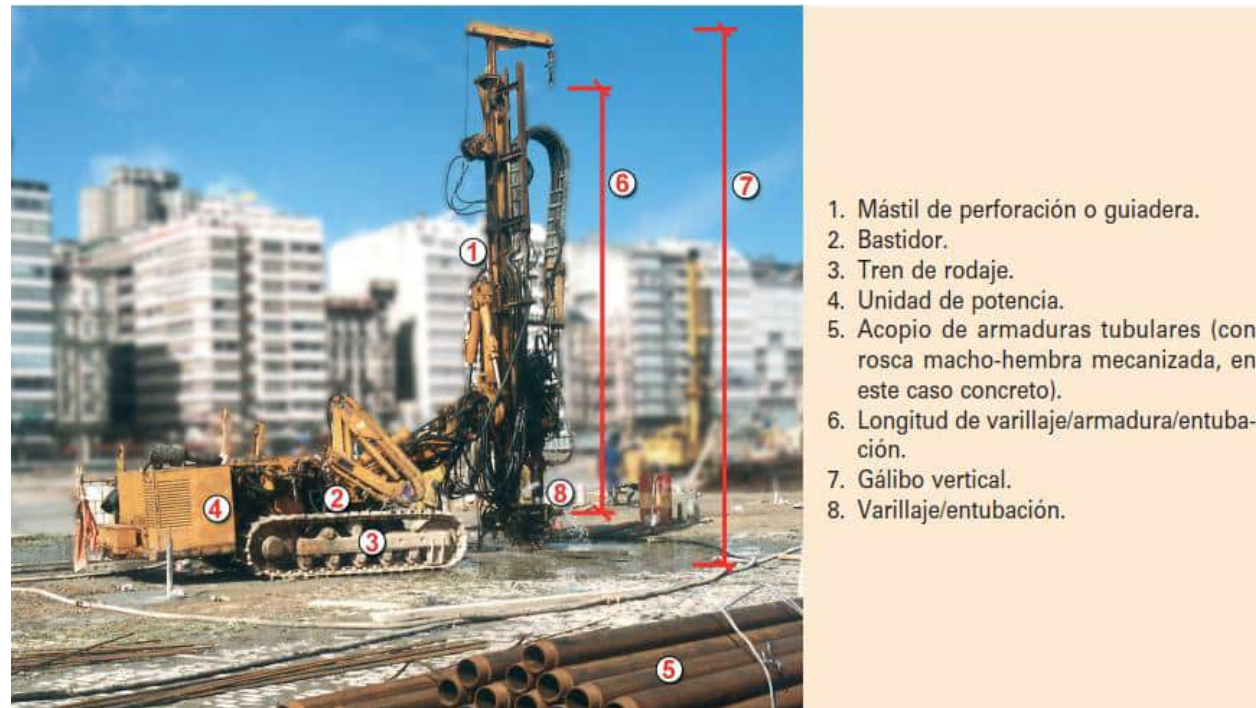 6
7
1
8
2
4
3
5
1. Mástil de perforación o guiadera.
2. Bastidor.
3. Tren de rodaje.
4. Unidad de potencia.
5. Acopio de armaduras tubulares (con
rosca macho-hembra mecanizada, en
este caso concreto).
6. Longitud de varillaje/armadura/entuba-
ción.
7. Gálibo vertical.
8. Varillaje/entubación.